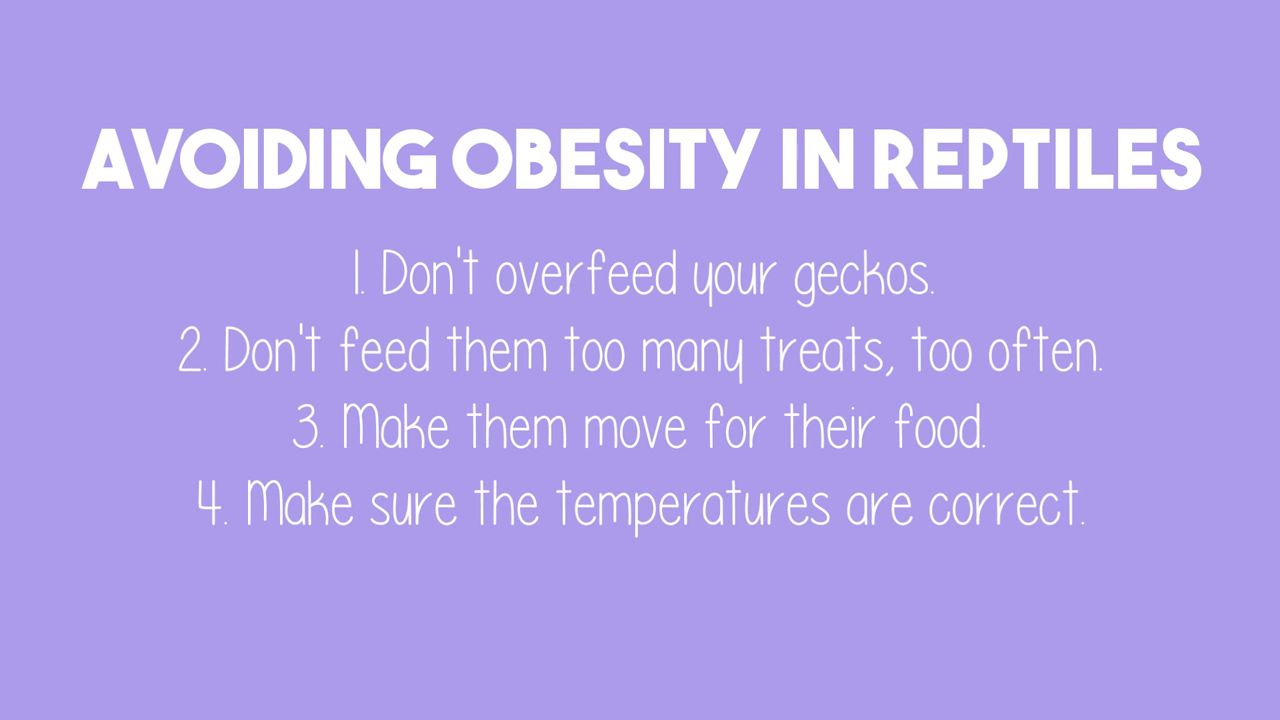 AVOIDING OBESITY IN REPTILES
1. Don't overfeed your geckos.
2. Don't feed them too many treats, too often.
3. Make them move for their food.
4. Make sure the temperatures are correct.